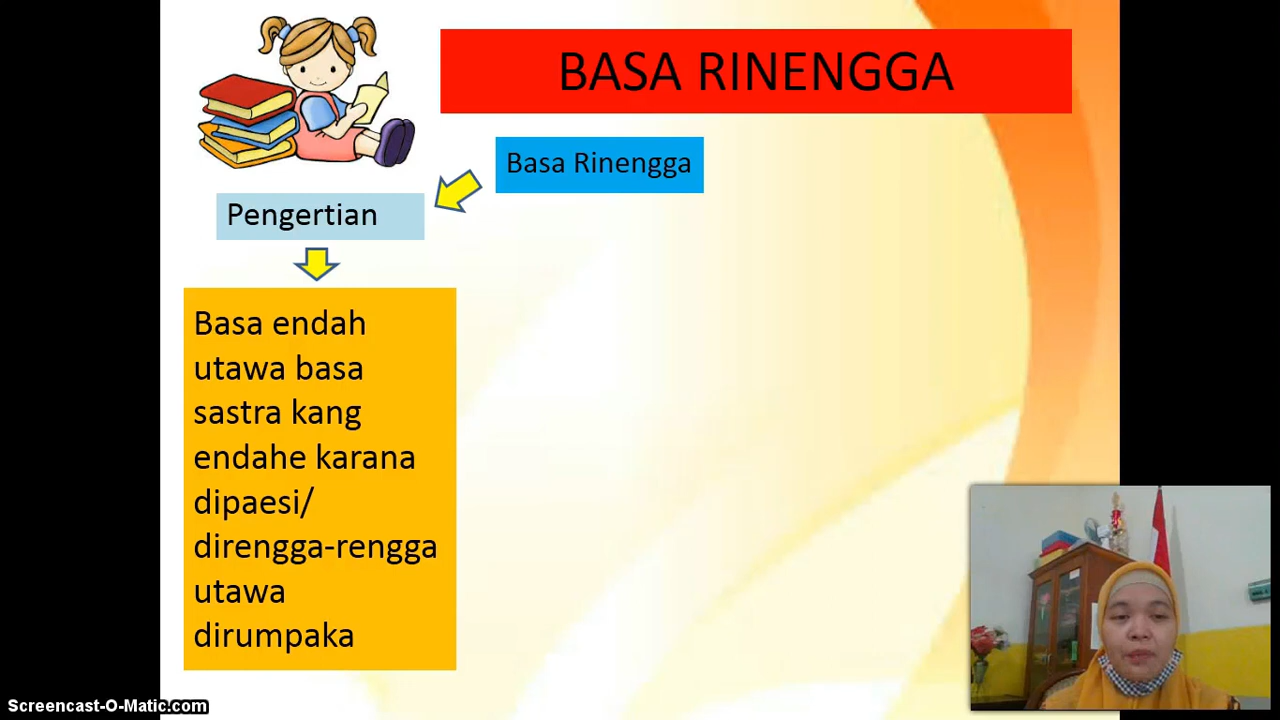 BASA RINENGGA
Basa Rinengga
Pengertian
Basa endah
utawa basa
sastra kang
endahe karana
dipaesi/
direngga-rengga
utawa
dirumpaka
Screencast-O-Matic.com